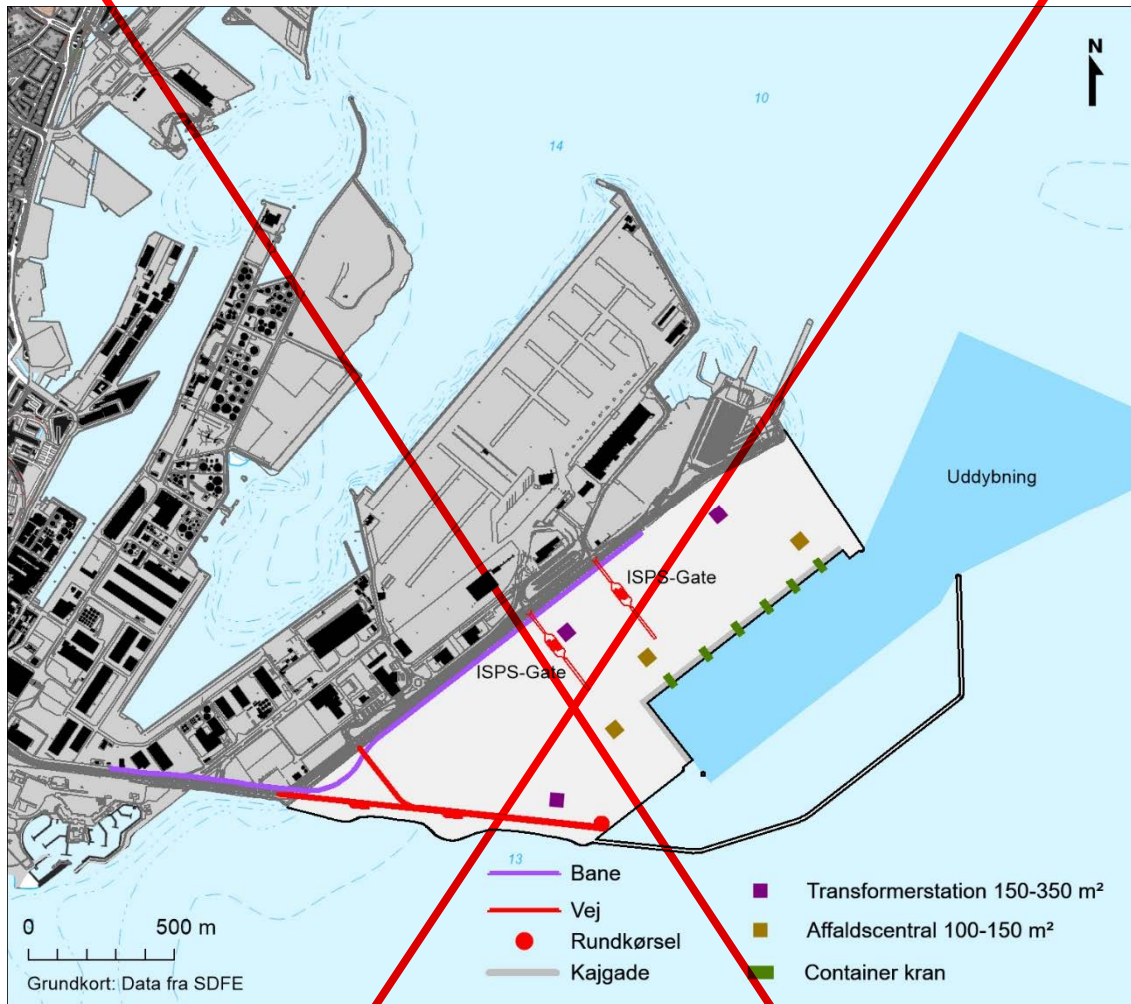 N
10
14
Uddybning
ISPS-Gate
ISPS-Gate
13
Bane
Vej
Rundkørsel
Kajgade
Transformerstation 150-350 m²
Affaldscentral 100-150 m²
Container kran
0 500 m
Grundkort: Data fra SDFE